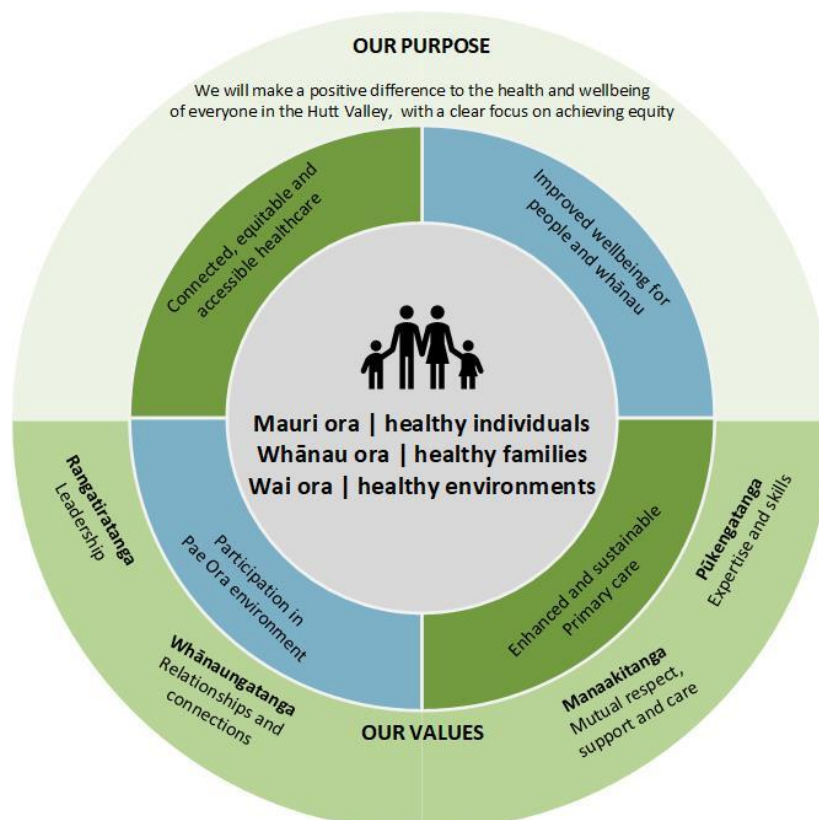 OUR PURPOSE
We will make a positive difference to the health and wellbeing
of everyone in the Hutt Valley, with a clear focus on achieving equity
Connected, equitable and
accessible healthcare
Improved wellbeing for
people and whānau
Mauri ora | healthy individuals
Whānau ora | healthy families
Wai ora | healthy environments
Participation in
Pae Ora environment
Enhanced and sustainable
Primary care
Rangatiratanga
Leadership
Whānaungatanga
Relationships and
connections
OUR VALUES
Manaakitanga
Mutual respect,
support and care
Pūkengatanga
Expertise and skills